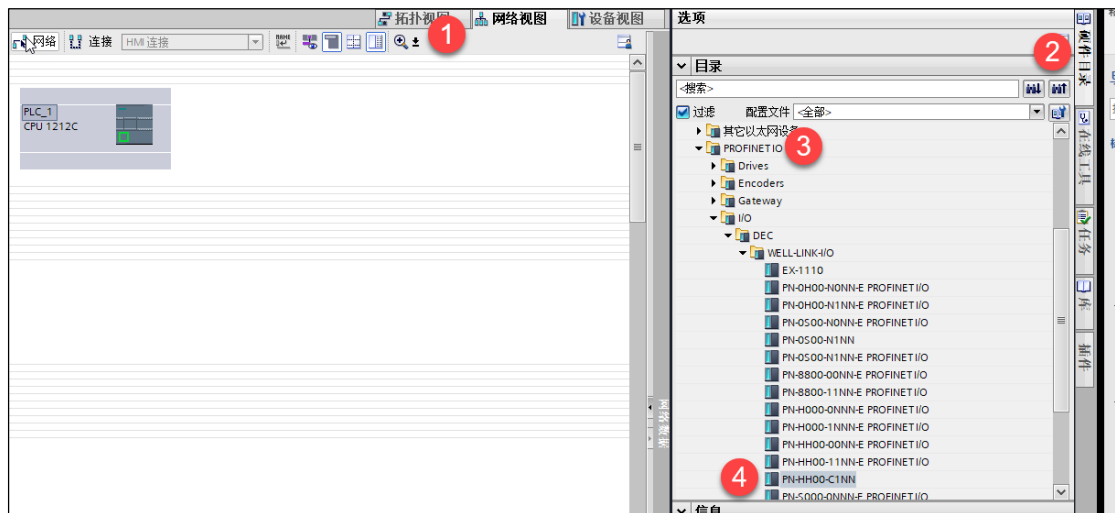 拓扑视图 网络视图 设备视图
1
网络 连接 HMI 连接
PLC_1
CPU 1212C
选项
2
目录
<搜索>
过滤 配置文件 <全部>
其它以太网设备
PROFINET IO
3
Drives
Encoders
Gateway
I/O
DEC
WELL-LINK-I/O
EX-1110
PN-0H00-N0NN-E PROFINET I/O
PN-0H00-N1NN-E PROFINET I/O
PN-0S00-N0NN-E PROFINET I/O
PN-0S00-N1NN
PN-0S00-N1NN-E PROFINET I/O
PN-8800-00NN-E PROFINET I/O
PN-8800-11NN-E PROFINET I/O
PN-H000-0NNN-E PROFINET I/O
PN-H000-1NNN-E PROFINET I/O
PN-HH00-00NN-E PROFINET I/O
PN-HH00-11NN-E PROFINET I/O
4
PN-HH00-C1NN
PN-S000-0NNN-E PROFINET I/O
信息
硬件目录
在线工具
任务
库
插件